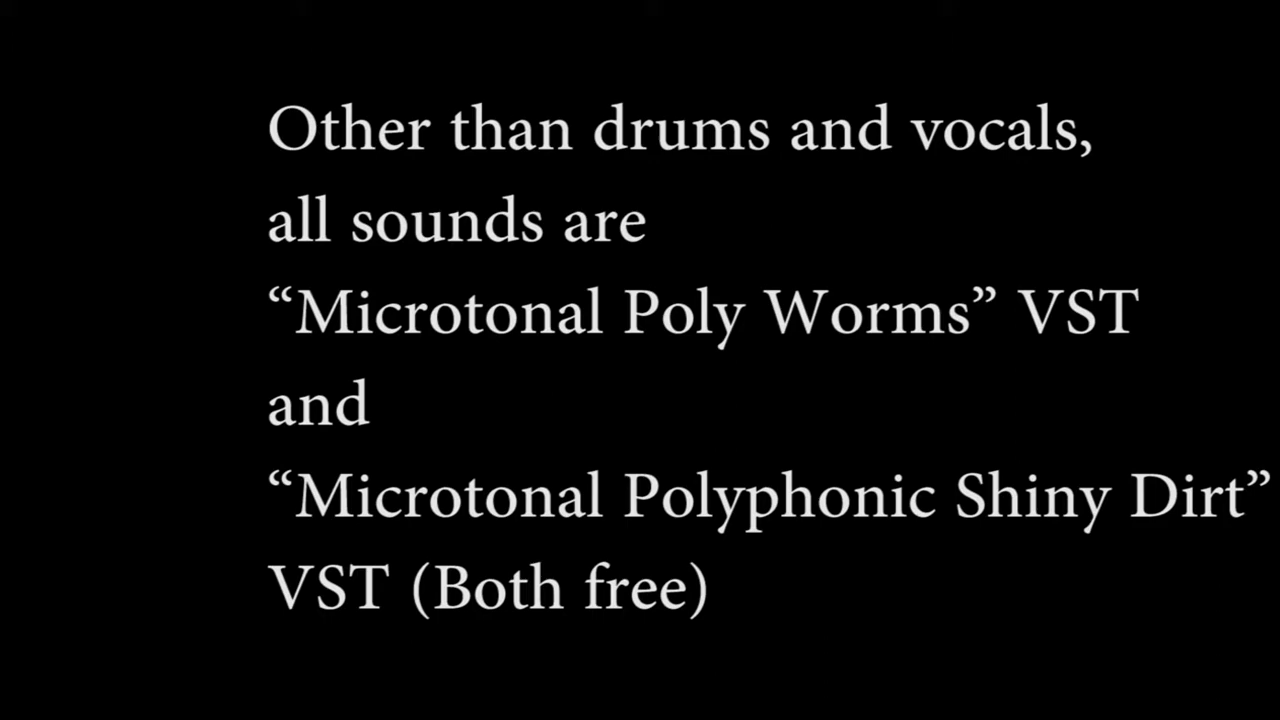 Other than drums and vocals,
all sounds are
“Microtonal Poly Worms” VST
and
“Microtonal Polyphonic Shiny Dirt”
VST (Both free)